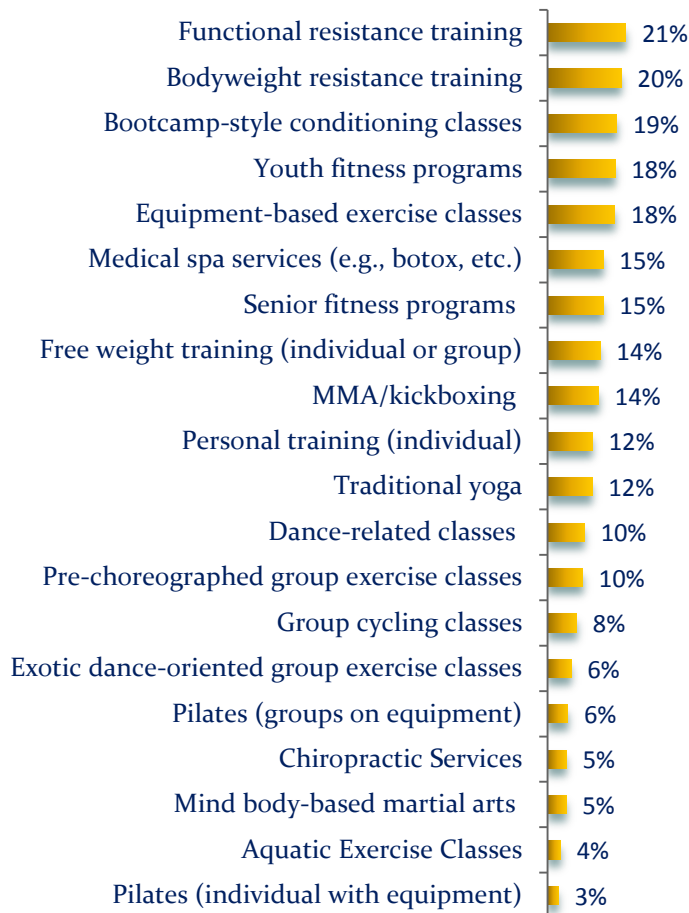 Functional resistance training 21%
Bodyweight resistance training 20%
Bootcamp-style conditioning classes 19%
Youth fitness programs 18%
Equipment-based exercise classes 18%
Medical spa services (e.g., botox, etc.) 15%
Senior fitness programs 15%
Free weight training (individual or group) 14%
MMA/kickboxing 14%
Personal training (individual) 12%
Traditional yoga 12%
Dance-related classes 10%
Pre-choreographed group exercise classes 10%
Group cycling classes 8%
Exotic dance-oriented group exercise classes 6%
Pilates (groups on equipment) 6%
Chiropractic Services 5%
Mind body-based martial arts 5%
Aquatic Exercise Classes 4%
Pilates (individual with equipment) 3%